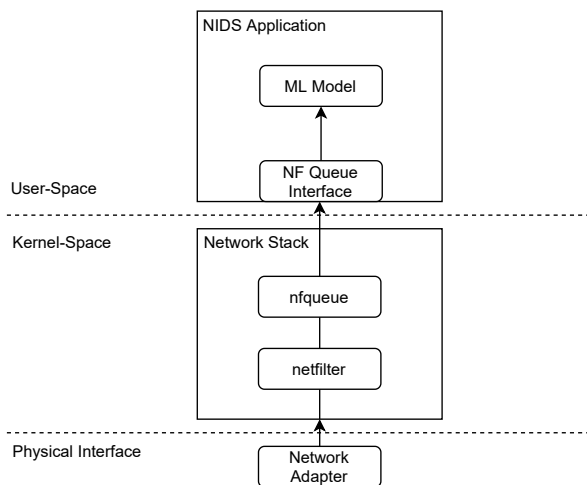 NIDS Application
ML Model
NF Queue
Interface
User-Space
Kernel-Space
Network Stack
nfqueue
netfilter
Physical Interface
Network
Adapter